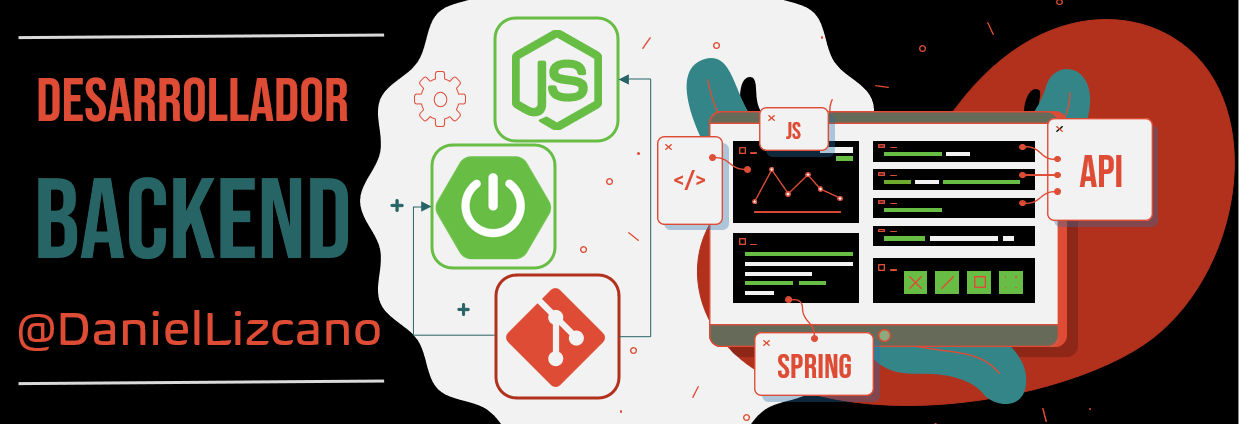 DESARROLLADOR
BACKEND
@DanielLizcano
JS
JS
</>
API
SPRING